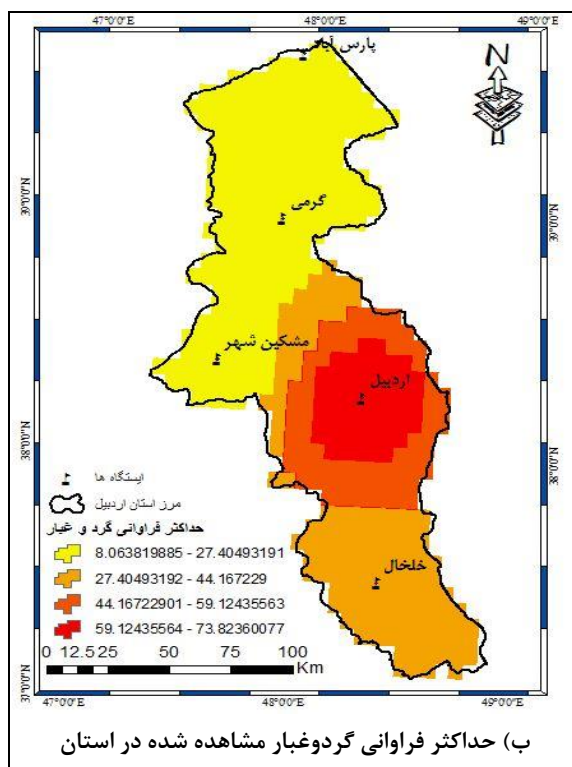 47°0'0"E 48°0'0"E 49°0'0"E
پارس آباد
N
39°0'0"N 39°0'0"N
گرمی
مشکین شهر
اردبیل
38°0'0"N 38°0'0"N
ایستگاه ها
مرز استان اردبیل
حداکثر فراوانی گرد و غبار
8.063819885 - 27.40493191
27.40493192 - 44.167229
خلخال
44.16722901 - 59.12435563
59.12435564 - 73.82360077
0 12.5 25 50 75 100
Km
37°0'0"N 37°0'0"N
47°0'0"E 48°0'0"E 49°0'0"E
ب) حداکثر فراوانی گردوغبار مشاهده شده در استان